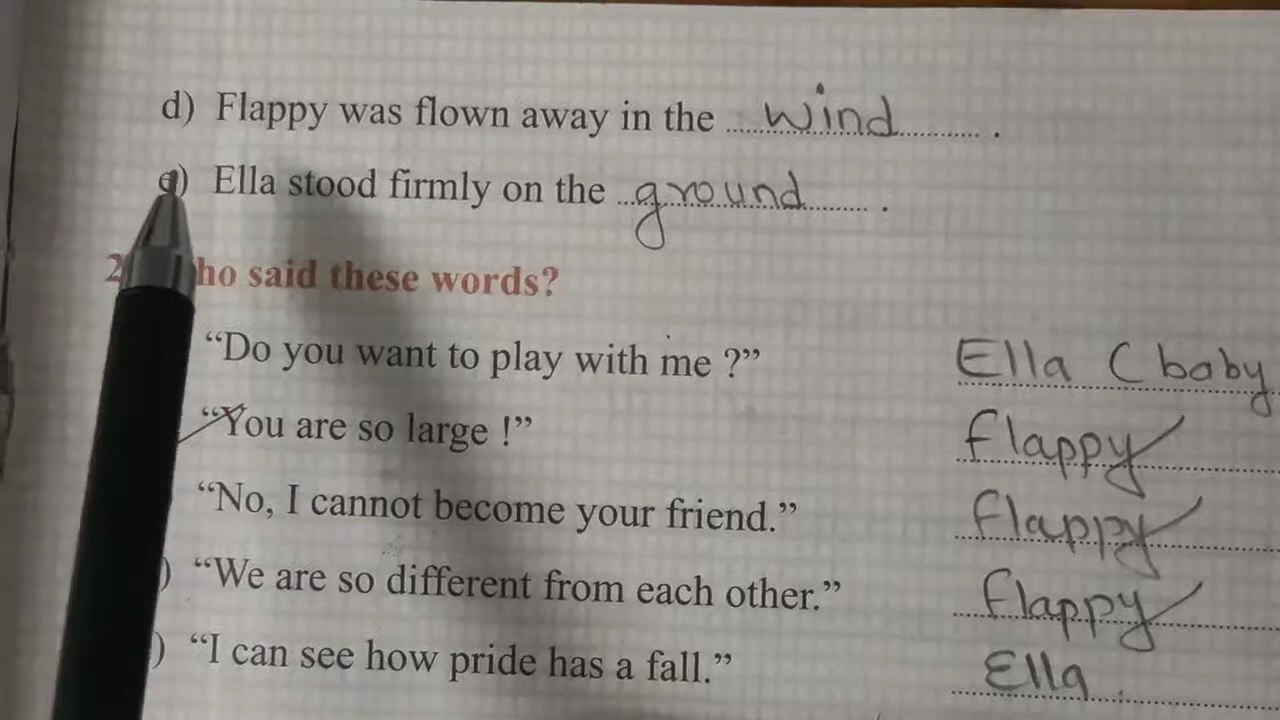 d) Flappy was flown away in the wind.
e) Ella stood firmly on the ground.
2. Who said these words?
“Do you want to play with me ?” Ella (baby
“You are so large !” Flappy
“No, I cannot become your friend.” Flappy
) “We are so different from each other.” Flappy
) “I can see how pride has a fall.” Ella.